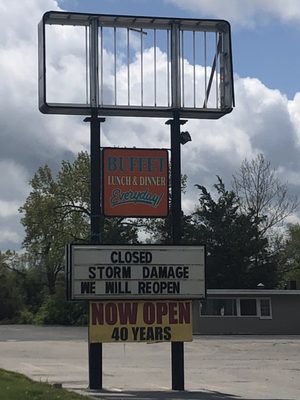 BUFFET
LUNCH & DINNER
Everyday!
CLOSED
STORM DAMAGE
WE WILL REOPEN
NOW OPEN
40 YEARS